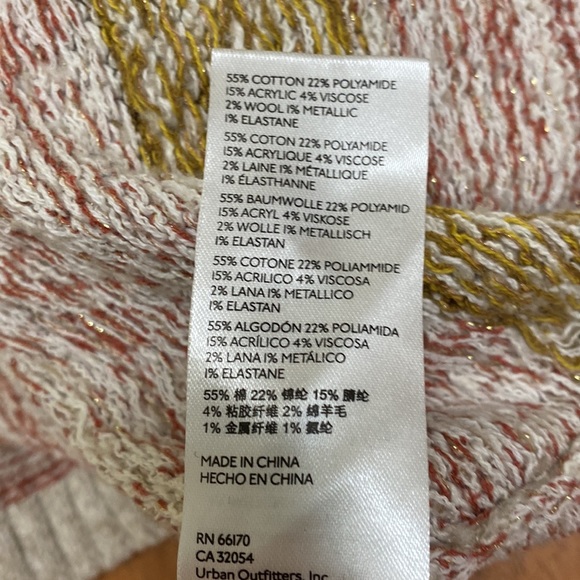 55% COTTON 22% POLYAMIDE
15% ACRYLIC 4% VISCOSE
2% WOOL 1% METALLIC
1% ELASTANE
55% COTON 22% POLYAMIDE
15% ACRYLIQUE 4% VISCOSE
2% LAINE 1% MÉTALLIQUE
1% ÉLASTHANNE
55% BAUMWOLLE 22% POLYAMID
15% ACRYL 4% VISKOSE
2% WOLLE 1% METALLISCH
1% ELASTAN
55% COTONE 22% POLIAMMIDE
15% ACRILICO 4% VISCOSA
2% LANA 1% METALLICO
1% ELASTAN
55% ALGODÓN 22% POLIAMIDA
15% ACRÍLICO 4% VISCOSA
2% LANA 1% METÁLICO
1% ELASTANE
55% 棉 22% 锦纶 15% 腈纶
4% 粘胶纤维 2% 绵羊毛
1% 金属纤维 1% 氨纶
MADE IN CHINA
HECHO EN CHINA
RN 66170
CA 32054
Urban Outfitters, Inc